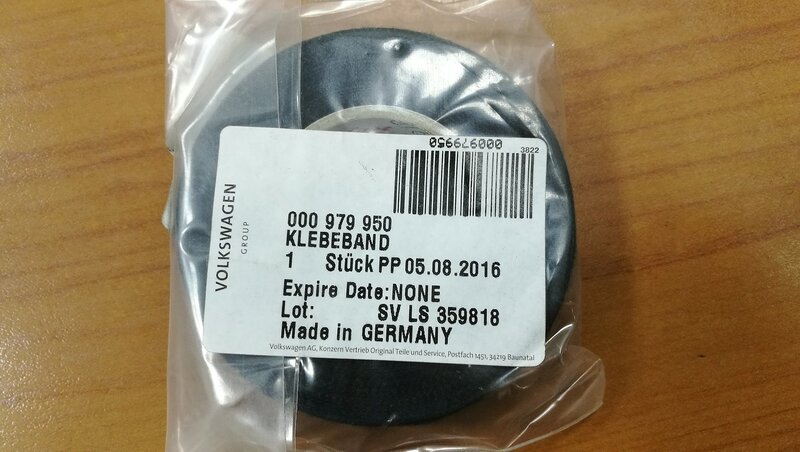 000979950
3822
VOLKSWAGEN
GROUP
000 979 950
KLEBEBAND
1 Stück PP 05.08.2016
Expire Date:NONE
Lot: SV LS 359818
Made in GERMANY
Volkswagen AG, Konzern Vertrieb Original Teile und Service, Postfach 1451, 34219 Baunatal